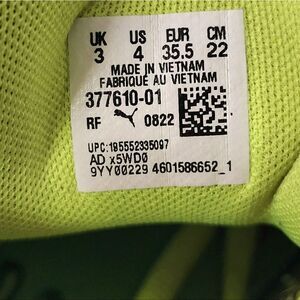 UK US EUR CM
3 4 35.5 22
MADE IN VIETNAM
FABRIQUÉ AU VIETNAM
377610-01
RF 0822
UPC:195552335097
AD x5WD0
9YY00229 4601586652_1